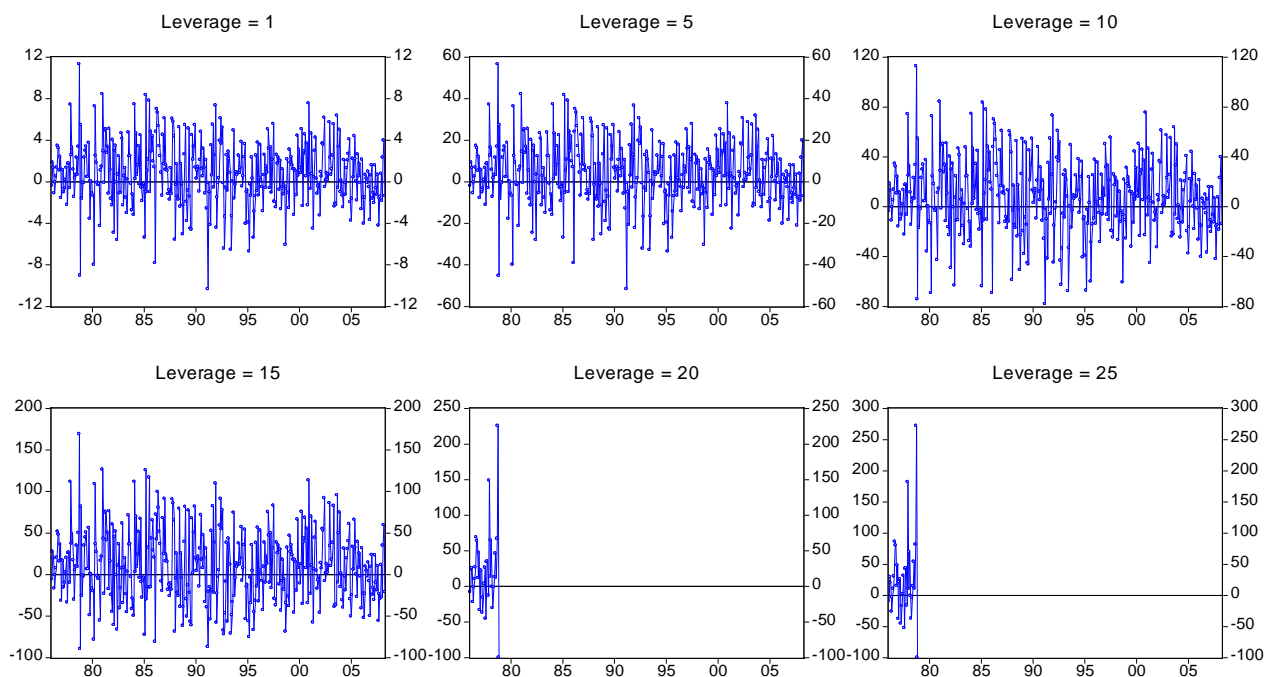 Leverage = 1
Leverage = 5
Leverage = 10
12 12 60 60 120 120
8 8 40 40 80 80
4 4 20 20 40 40
0 0 0 0 0 0
-4 -4 -20 -20 -40 -40
-8 -8 -40 -40
-12 -12 -60 -60 -80 -80
80 85 90 95 00 05 80 85 90 95 00 05 80 85 90 95 00 05
Leverage = 15
Leverage = 20
Leverage = 25
200 200 250 250 300 300
150 150 200 200 250 250
100 100 150 150 200 200
50 50 100 100 150 150
0 0 50 50 100 100
-50 -50 0 0 50 50
-100 -100 -50 -50 0 0
-100 -100 -50 -50
-100 -100
80 85 90 95 00 05 80 85 90 95 00 05 80 85 90 95 00 05